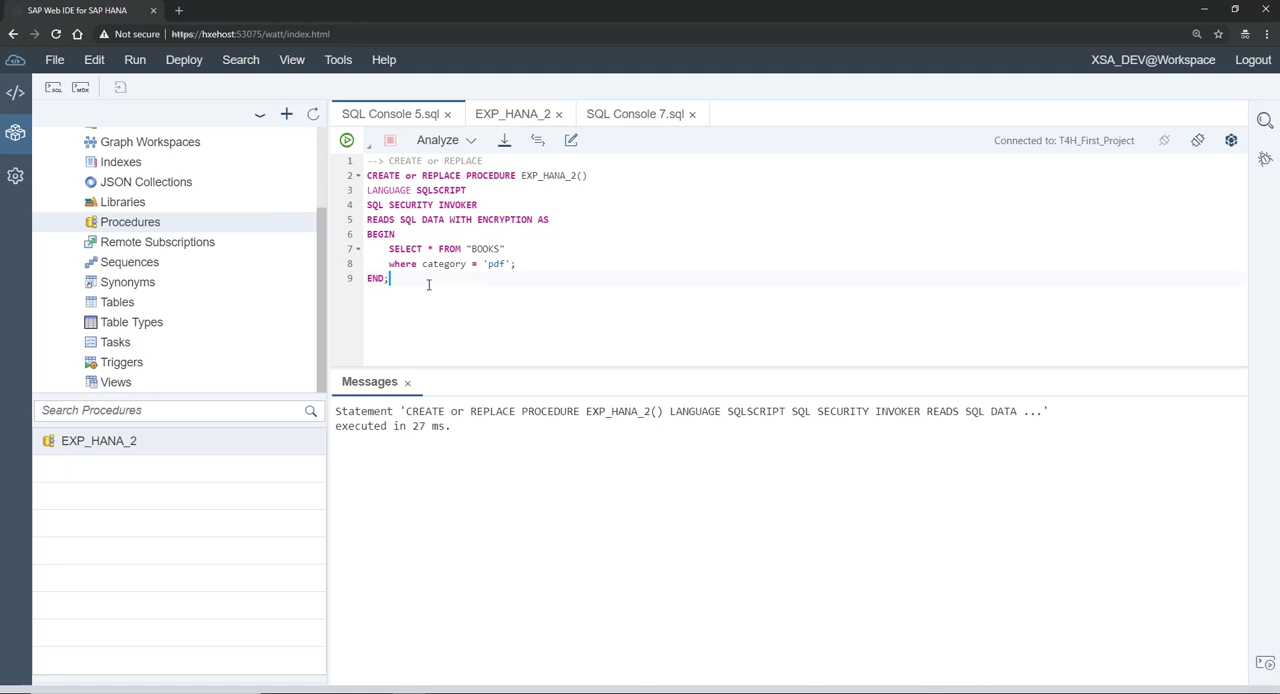 SAP Web IDE for SAP HANA
Not secure https://hxehost:53075/watt/index.html
File Edit Run Deploy Search View Tools Help XSA_DEV@Workspace Logout
SQL MDX
SQL Console 5.sql EXP_HANA_2 SQL Console 7.sql
Analyze Connected to: T4H_First_Project
Graph Workspaces
Indexes
JSON Collections
Libraries
Procedures
Remote Subscriptions
Sequences
Synonyms
Tables
Table Types
Tasks
Triggers
Views
Search Procedures
EXP_HANA_2
1 --> CREATE or REPLACE
2 CREATE or REPLACE PROCEDURE EXP_HANA_2()
3 LANGUAGE SQLSCRIPT
4 SQL SECURITY INVOKER
5 READS SQL DATA WITH ENCRYPTION AS
6 BEGIN
7 SELECT * FROM "BOOKS"
8 where category = 'pdf';
9 END;
Messages
Statement 'CREATE or REPLACE PROCEDURE EXP_HANA_2() LANGUAGE SQLSCRIPT SQL SECURITY INVOKER READS SQL DATA ...'
executed in 27 ms.